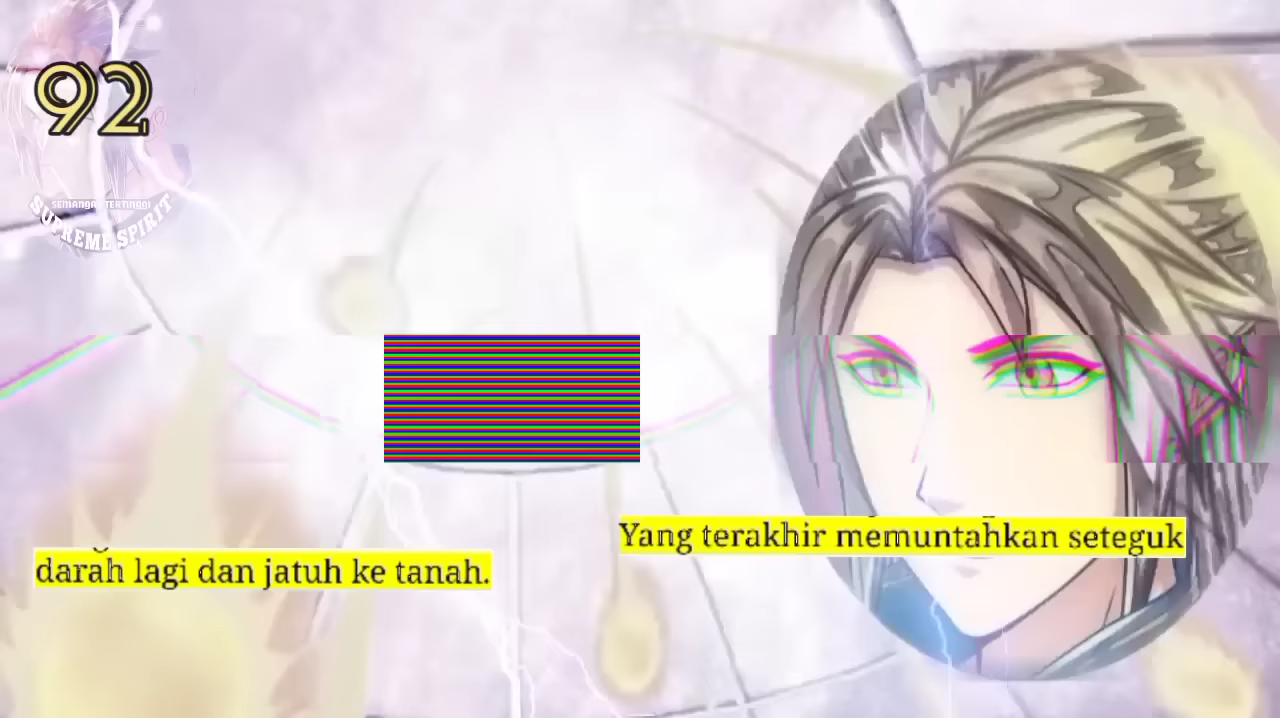 92
SEMANGAT TERTINGGI
SUPREME SPIRIT
Yang terakhir memuntahkan seteguk
darah lagi dan jatuh ke tanah.